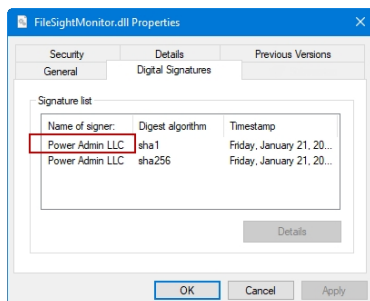 FileSightMonitor.dll Properties
Security Details Previous Versions
General Digital Signatures
Signature list
Name of signer: Digest algorithm Timestamp
Power Admin LLC sha1 Friday, January 21, 20...
Power Admin LLC sha256 Friday, January 21, 20...
Details
OK Cancel Apply